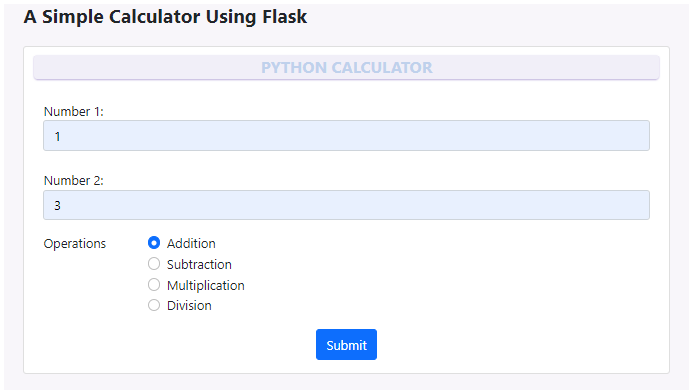 A Simple Calculator Using Flask
PYTHON CALCULATOR
Number 1:
1
Number 2:
3
Operations
Addition
Subtraction
Multiplication
Division
Submit